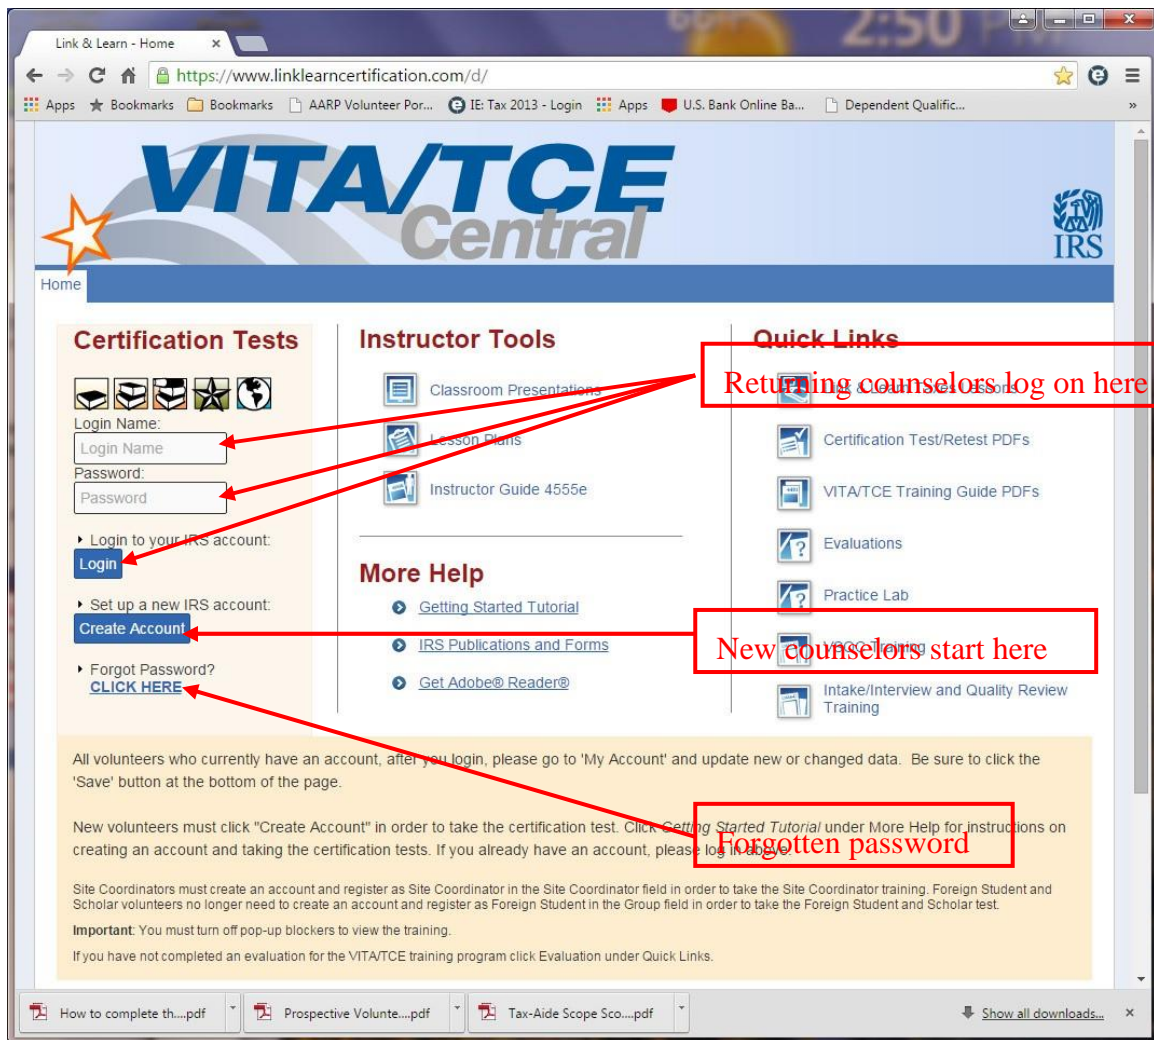 2:50 PM
Link & Learn - Home
https://www.linklearncertification.com/d/
Apps
Bookmarks
Bookmarks
AARP Volunteer Por...
IE: Tax 2013 - Login
Apps
U.S. Bank Online Ba...
Dependent Qualific...
»
VITA/TCE
Central
IRS
Home
Certification Tests
Login Name:
Login Name
Password:
Password
Login to your IRS account:
Login
Set up a new IRS account:
Create Account
Forgot Password?
CLICK HERE
Instructor Tools
Classroom Presentations
Lesson Plans
Instructor Guide 4555e
More Help
Getting Started Tutorial
IRS Publications and Forms
Get Adobe® Reader®
Quick Links
Returning counselors log on here
Link & Learn Taxes Lessons
Certification Test/Retest PDFs
VITA/TCE Training Guide PDFs
Evaluations
Practice Lab
New counselors start here
Training
Intake/Interview and Quality Review
Training
All volunteers who currently have an account, after you login, please go to 'My Account' and update new or changed data. Be sure to click the
'Save' button at the bottom of the page.
New volunteers must click "Create Account" in order to take the certification test. Click Getting Started Tutorial under More Help for instructions on
creating an account and taking the certification tests. If you already have an account, please log in above.
Forgotten password
Site Coordinators must create an account and register as Site Coordinator in the Site Coordinator field in order to take the Site Coordinator training. Foreign Student and
Scholar volunteers no longer need to create an account and register as Foreign Student in the Group field in order to take the Foreign Student and Scholar test.
Important: You must turn off pop-up blockers to view the training.
If you have not completed an evaluation for the VITA/TCE training program click Evaluation under Quick Links.
How to complete th....pdf
Prospective Volunte....pdf
Tax-Aide Scope Sco....pdf
Show all downloads...